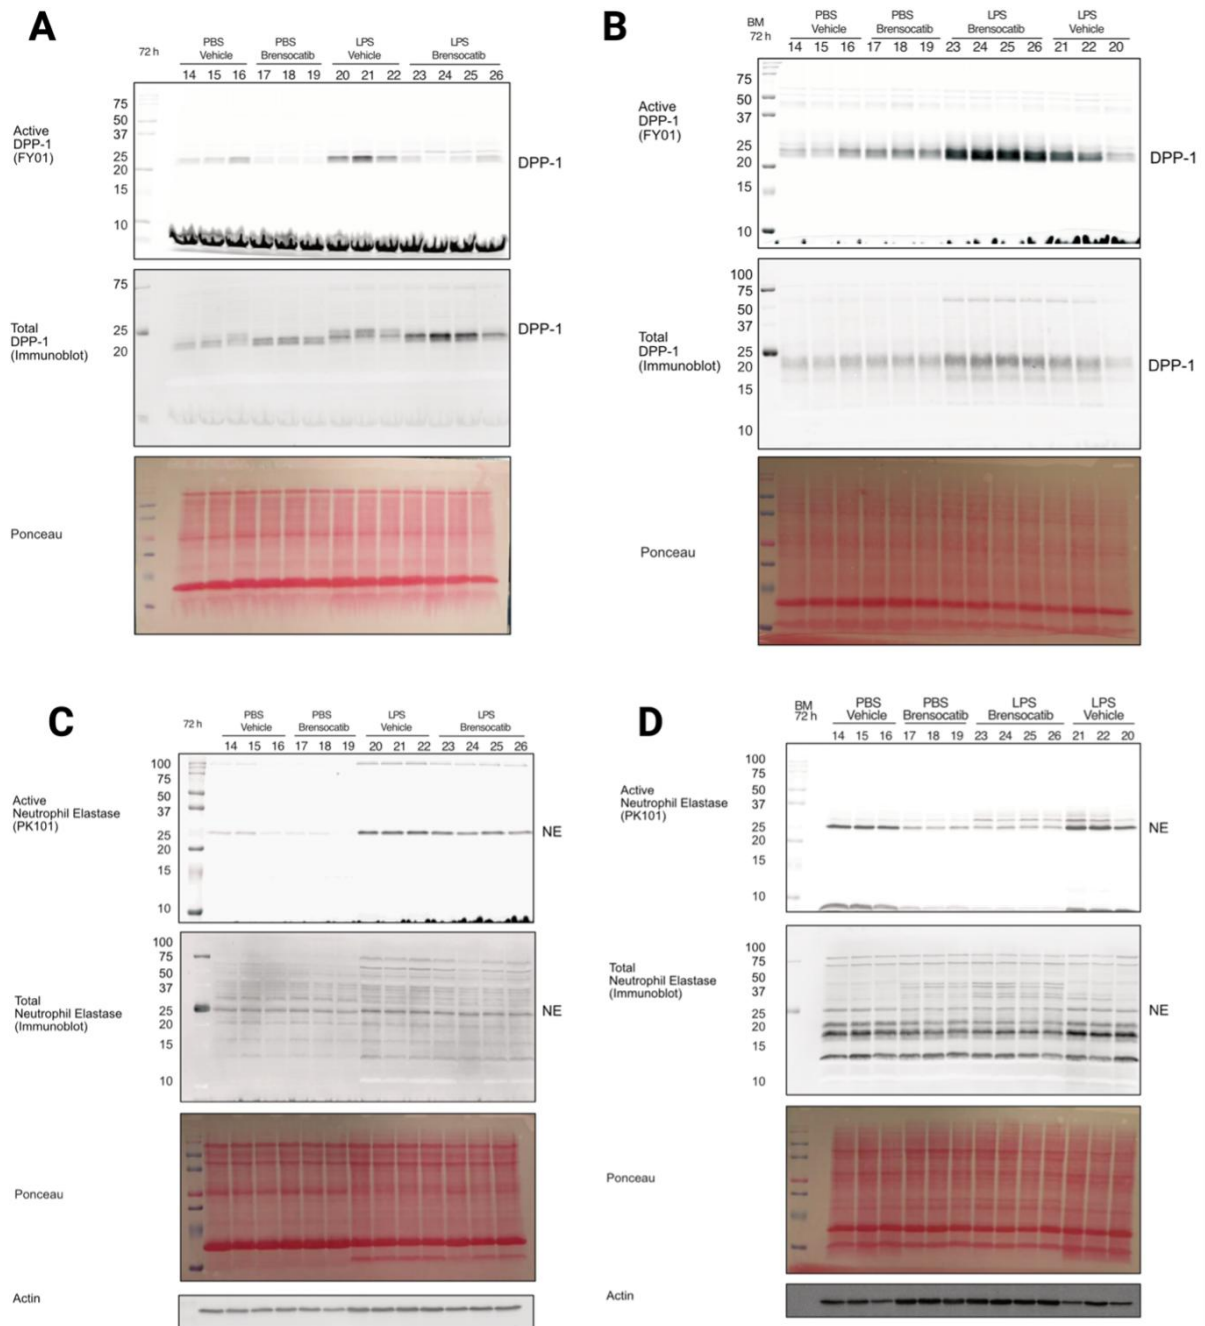 A
72 h
PBS
Vehicle
PBS
Brensocatib
LPS
Vehicle
LPS
Brensocatib
14 15 16 17 18 19 20 21 22 23 24 25 26
Active
DPP-1
(FY01)
75
50
37
25
20
15
10
DPP-1
Total
DPP-1
(Immunoblot)
75
25
20
DPP-1
Ponceau
B
BM
72 h
PBS
Vehicle
PBS
Brensocatib
LPS
Brensocatib
LPS
Vehicle
14 15 16 17 18 19 23 24 25 26 21 22 20
Active
DPP-1
(FY01)
75
50
37
25
20
15
10
DPP-1
Total
DPP-1
(Immunoblot)
100
75
50
37
25
20
15
10
DPP-1
Ponceau
C
72 h
PBS
Vehicle
PBS
Brensocatib
LPS
Vehicle
LPS
Brensocatib
14 15 16 17 18 19 20 21 22 23 24 25 26
Active
Neutrophil Elastase
(PK101)
100
75
50
37
25
20
15
10
NE
Total
Neutrophil Elastase
(Immunoblot)
100
75
50
37
25
20
15
10
NE
Ponceau
Actin
D
BM
72 h
PBS
Vehicle
PBS
Brensocatib
LPS
Brensocatib
LPS
Vehicle
14 15 16 17 18 19 23 24 25 26 21 22 20
Active
Neutrophil Elastase
(PK101)
100
75
50
37
25
20
15
10
NE
Total
Neutrophil Elastase
(Immunoblot)
100
75
50
37
25
20
15
10
NE
Ponceau
Actin